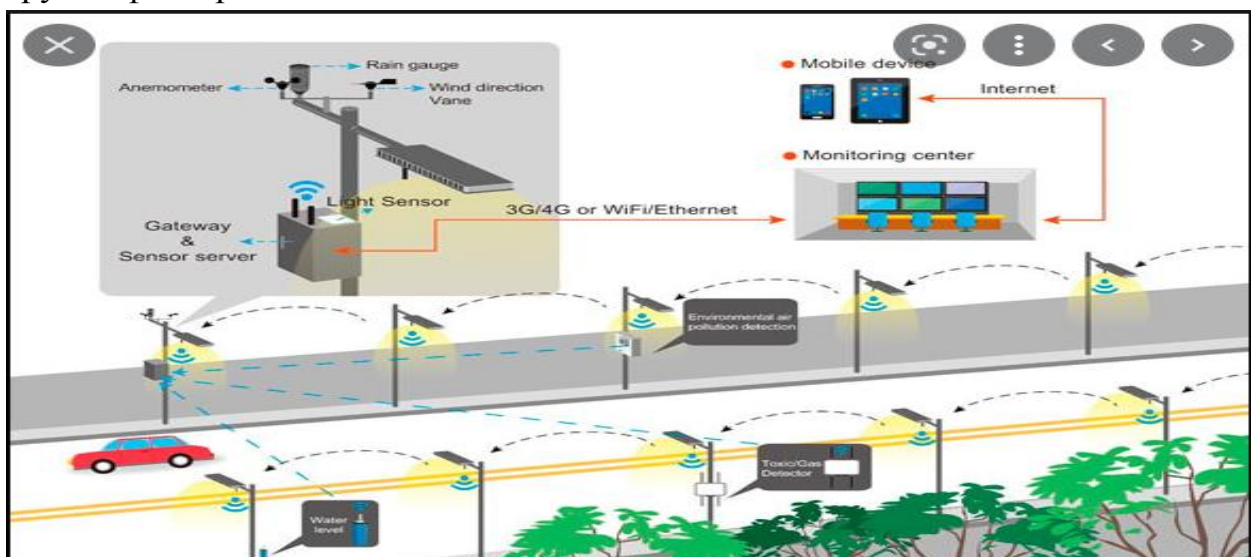 Rain gauge
Anemometer
Wind direction
Vane
Mobile device
Internet
Monitoring center
Light Sensor
3G/4G or WiFi/Ethernet
Gateway
&
Sensor server
Environmental air
pollution detection
Toxic/Gas
Detector
Water
level